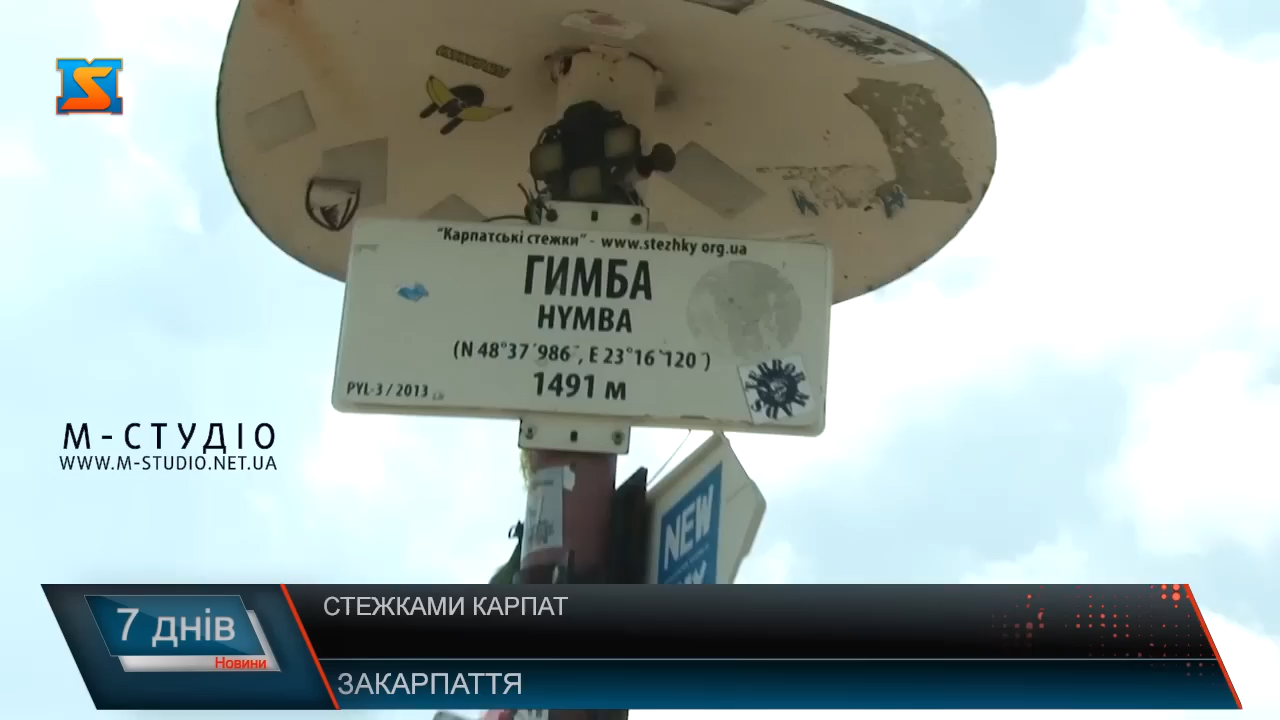 "Карпатські стежки" - www.stezhky org.ua
ГИМБА
HYMBA
(N 48°37´986˝, E 23°16`120`)
1491 м
PYL-3 / 2013
NEW
М-СТУДІО
WWW.M-STUDIO.NET.UA
7 днів
Новини
СТЕЖКАМИ КАРПАТ
ЗАКАРПАТТЯ